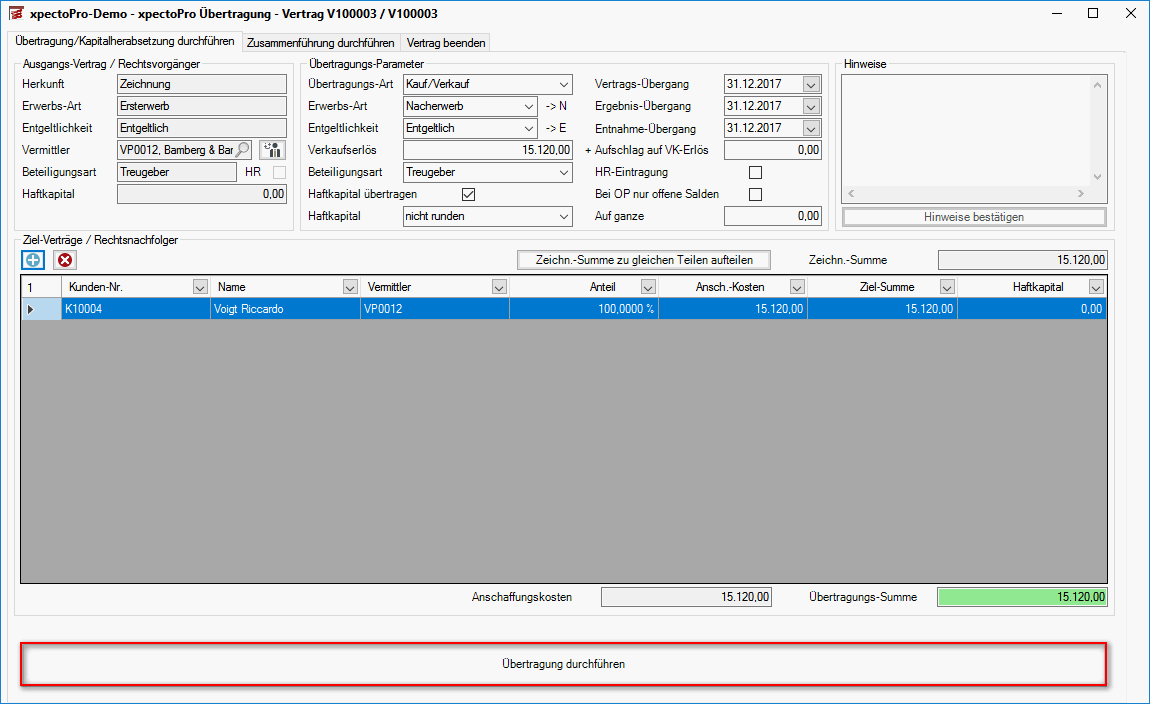 xpectoPro-Demo - xpectoPro Übertragung - Vertrag V100003 / V100003
Übertragung/Kapitalherabsetzung durchführen Zusammenführung durchführen Vertrag beenden
Ausgangs-Vertrag / Rechtsvorgänger
Herkunft Zeichnung
Erwerbs-Art Ersterwerb
Entgeltlichkeit Entgeltlich
Vermittler VP0012, Bamberg & Bar
Beteiligungsart Treugeber HR
Haftkapital 0,00
Übertragungs-Parameter
Übertragungs-Art Kauf/Verkauf Vertrags-Übergang 31.12.2017
Erwerbs-Art Nacherwerb -> N Ergebnis-Übergang 31.12.2017
Entgeltlichkeit Entgeltlich -> E Entnahme-Übergang 31.12.2017
Verkaufserlös 15.120,00 + Aufschlag auf VK-Erlös 0,00
Beteiligungsart Treugeber HR-Eintragung
Haftkapital übertragen Bei OP nur offene Salden
Haftkapital nicht runden Auf ganze 0,00
Hinweise
Hinweise bestätigen
Ziel-Verträge / Rechtsnachfolger
Zeichn.-Summe zu gleichen Teilen aufteilen Zeichn.-Summe 15.120,00
1 Kunden-Nr. Name Vermittler Anteil Ansch.-Kosten Ziel-Summe Haftkapital
K10004 Voigt Riccardo VP0012 100,0000 % 15.120,00 15.120,00 0,00
Anschaffungskosten 15.120,00 Übertragungs-Summe 15.120,00
Übertragung durchführen